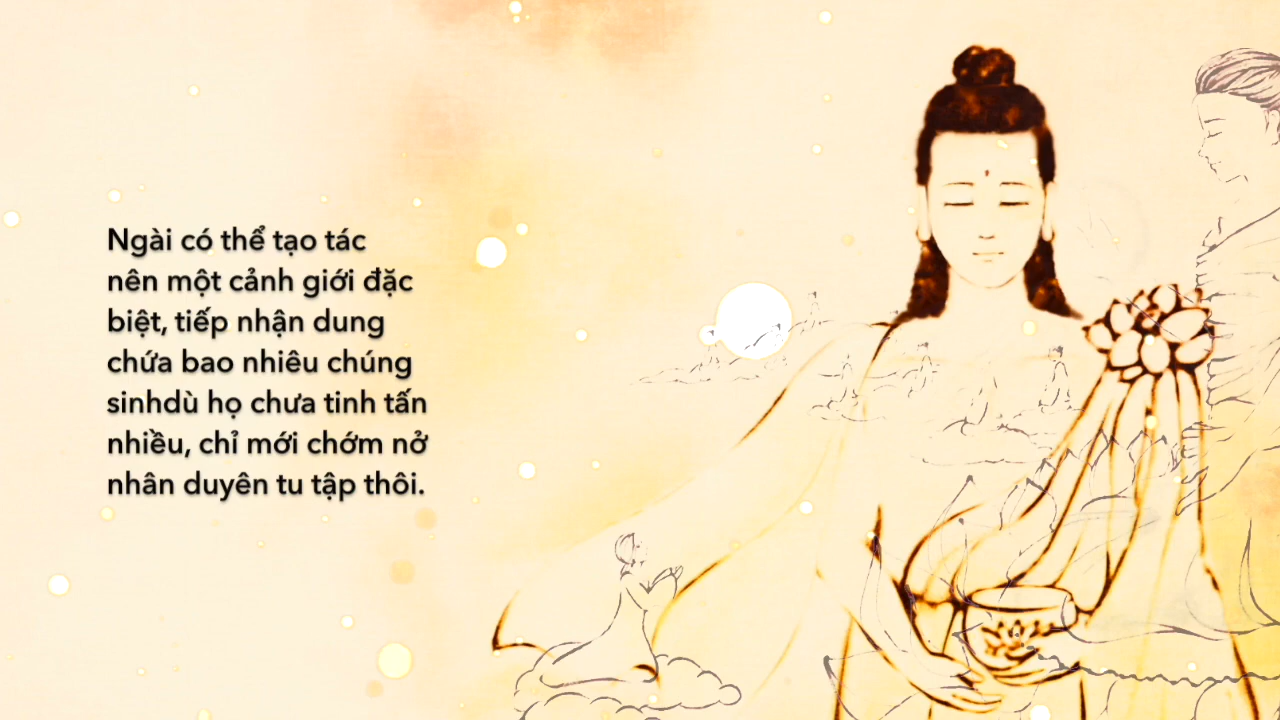 Ngài có thể tạo tác
nên một cảnh giới đặc
biệt, tiếp nhận dung
chứa bao nhiêu chúng
sinhdù họ chưa tinh tấn
nhiều, chỉ mới chớm nở
nhân duyên tu tập thôi.